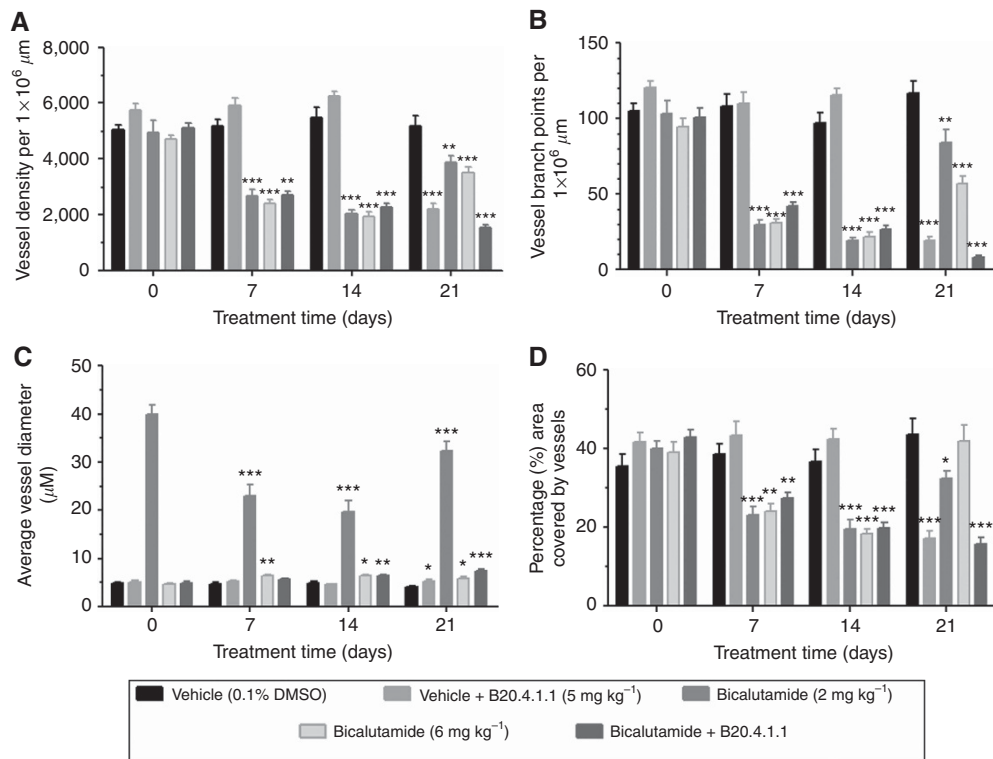 A
Vessel density per 1 × 10⁶ μm
8,000
6,000
4,000
2,000
0
*** *** **
*** *** ***
*** ** *** ***
0 7 14 21
Treatment time (days)
B
Vessel branch points per
1×10⁶ μm
150
100
50
0
*** *** ***
*** *** ***
*** ** *** ***
0 7 14 21
Treatment time (days)
C
Average vessel diameter
(μM)
50
40
30
20
10
0
*** **
*** * **
* *** * ***
0 7 14 21
Treatment time (days)
D
Percentage (%) area
covered by vessels
60
40
20
0
*** ** **
*** *** ***
*** * ***
0 7 14 21
Treatment time (days)
Vehicle (0.1% DMSO) Vehicle + B20.4.1.1 (5 mg kg⁻¹) Bicalutamide (2 mg kg⁻¹)
Bicalutamide (6 mg kg⁻¹) Bicalutamide + B20.4.1.1